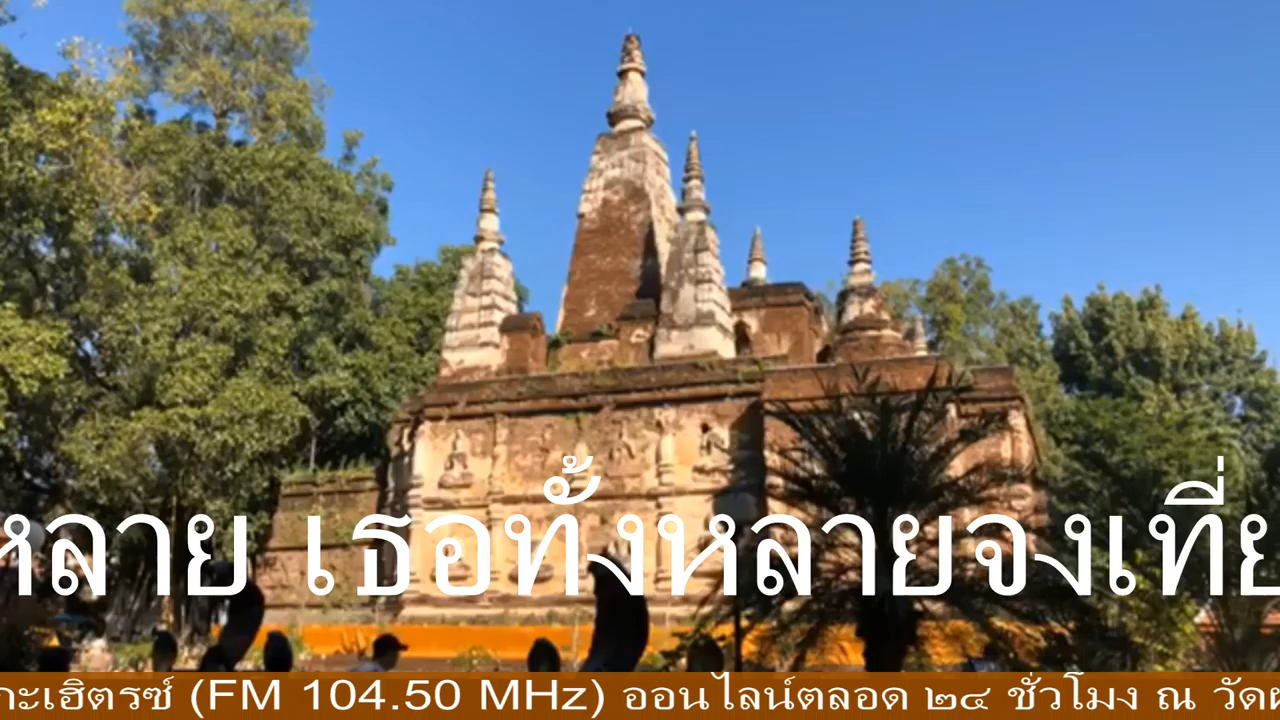 หลาย เธอทั้งหลายจงเที่ย
กะเฮิตรซ์ (FM 104.50 MHz) ออนไลน์ตลอด ๒๔ ชั่วโมง ณ วัดผ